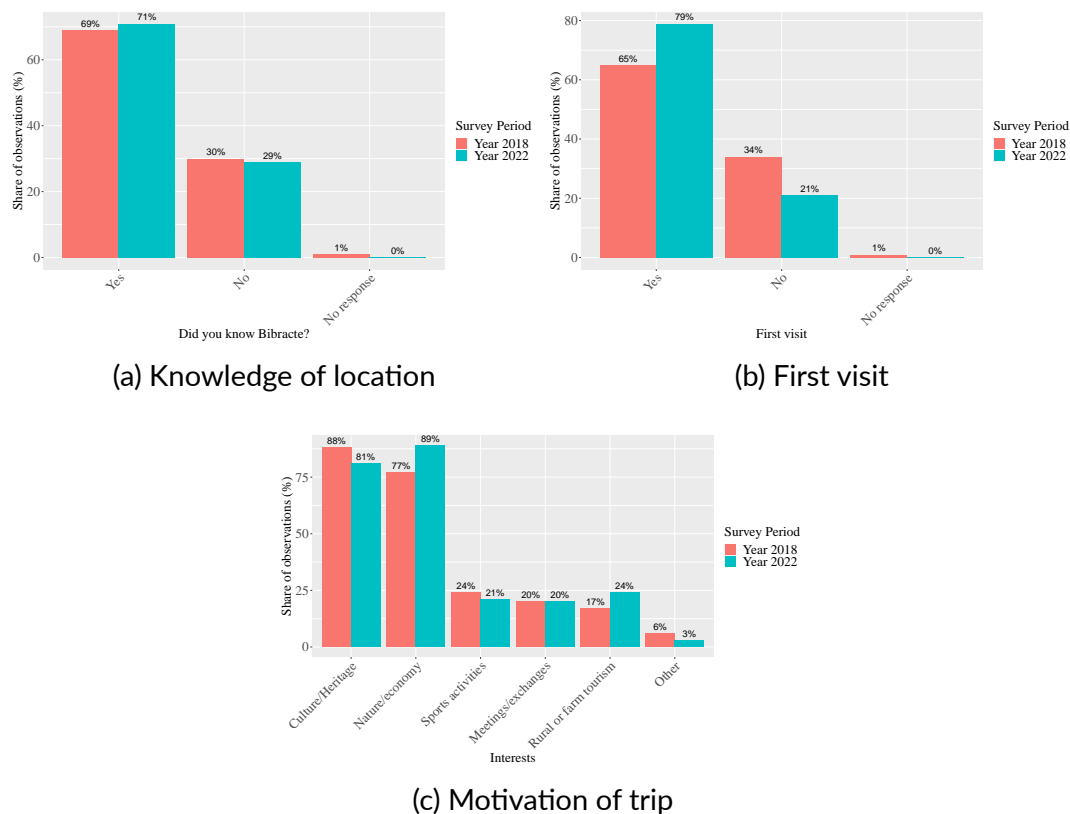 69%
71%
30%
29%
1%
0%
60
40
20
0
Share of observations (%)
Yes
No
No response
Did you know Bibracte?
Survey Period
Year 2018
Year 2022
(a) Knowledge of location
65%
79%
34%
21%
1%
0%
80
60
40
20
0
Share of observations (%)
Yes
No
No response
First visit
Survey Period
Year 2018
Year 2022
(b) First visit
88%
81%
77%
89%
24%
21%
20%
20%
17%
24%
6%
3%
75
50
25
0
Share of observations (%)
Culture/Heritage
Nature/economy
Sports activities
Meetings/exchanges
Rural or farm tourism
Other
Interests
Survey Period
Year 2018
Year 2022
(c) Motivation of trip